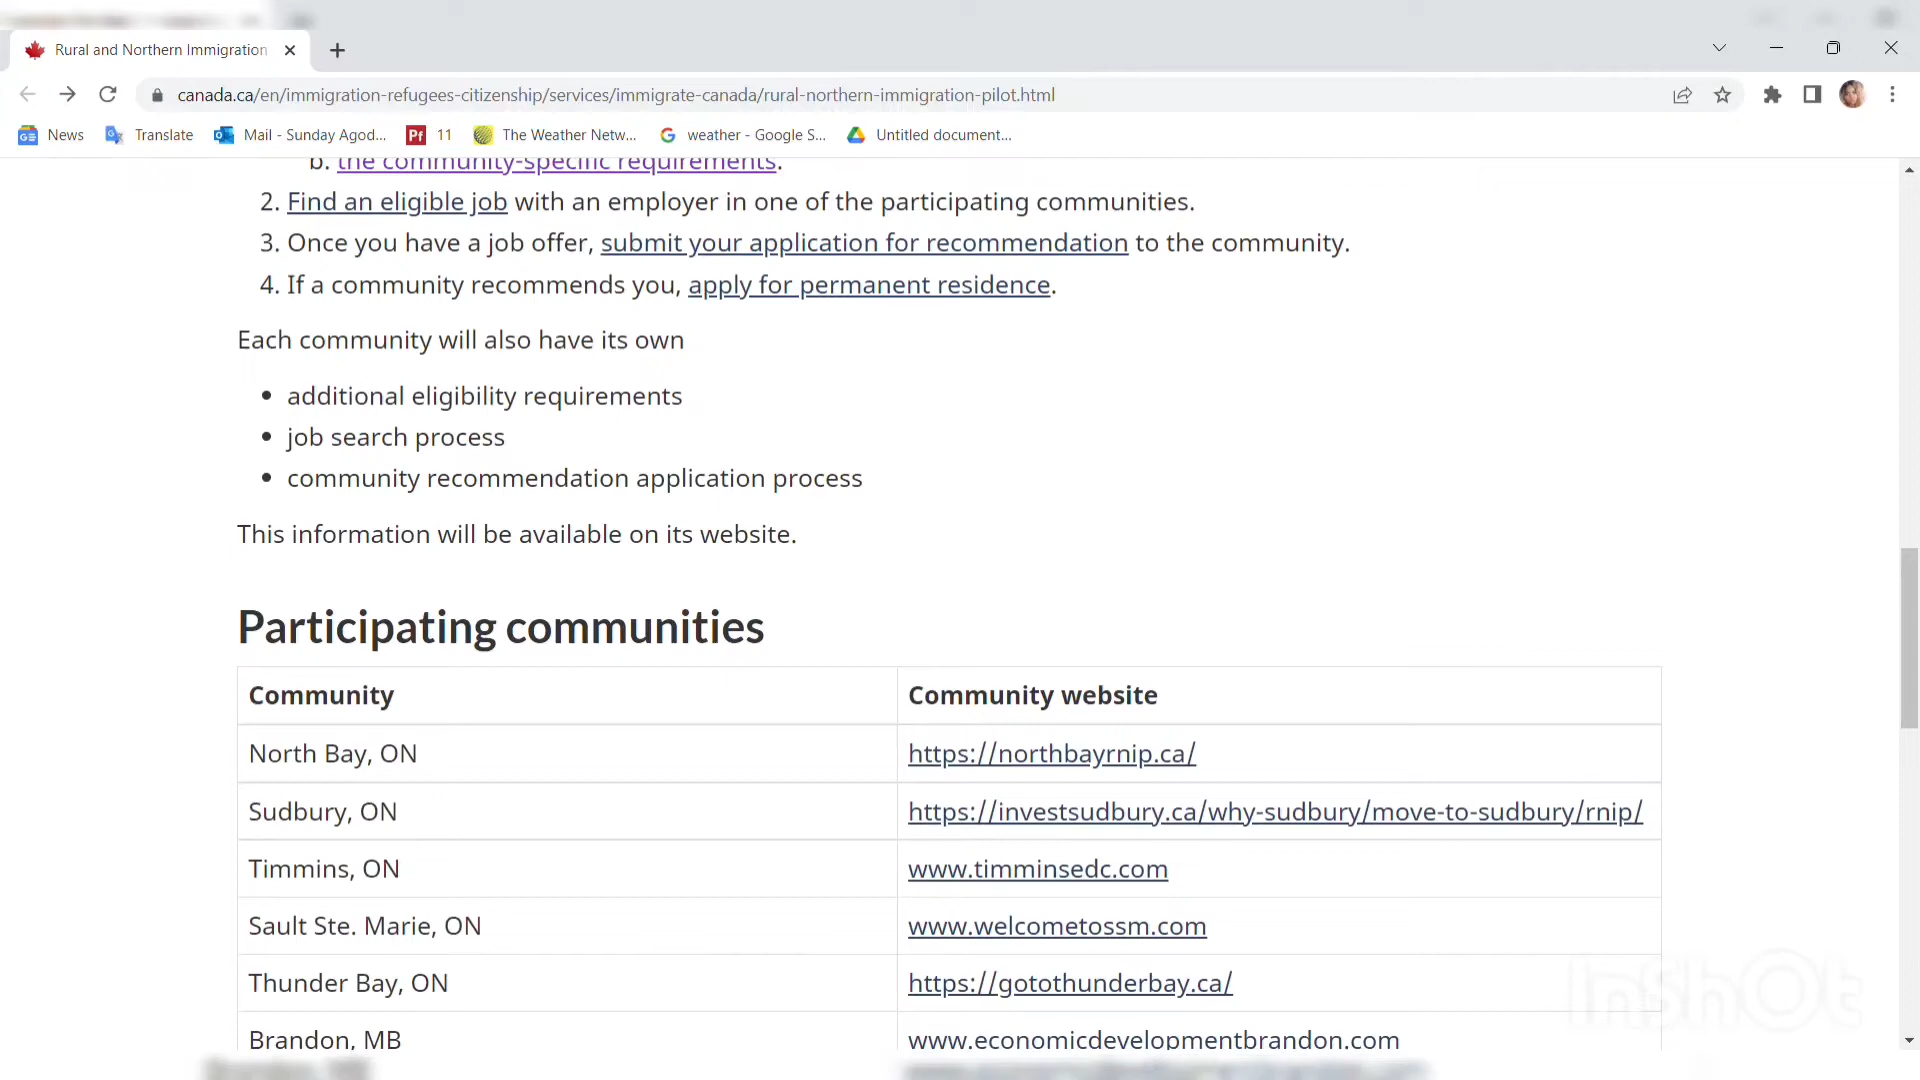 Rural and Northern Immigration
canada.ca/en/immigration-refugees-citizenship/services/immigrate-canada/rural-northern-immigration-pilot.html
News Translate Mail - Sunday Agod... 11 The Weather Netw... weather - Google S... Untitled document...
b. the community-specific requirements.
2. Find an eligible job with an employer in one of the participating communities.
3. Once you have a job offer, submit your application for recommendation to the community.
4. If a community recommends you, apply for permanent residence.
Each community will also have its own
• additional eligibility requirements
• job search process
• community recommendation application process
This information will be available on its website.
Participating communities
Community Community website
North Bay, ON https://northbayrnip.ca/
Sudbury, ON https://investsudbury.ca/why-sudbury/move-to-sudbury/rnip/
Timmins, ON www.timminsedc.com
Sault Ste. Marie, ON www.welcometossm.com
Thunder Bay, ON https://gotothunderbay.ca/
Brandon, MB www.economicdevelopmentbrandon.com
InShOt